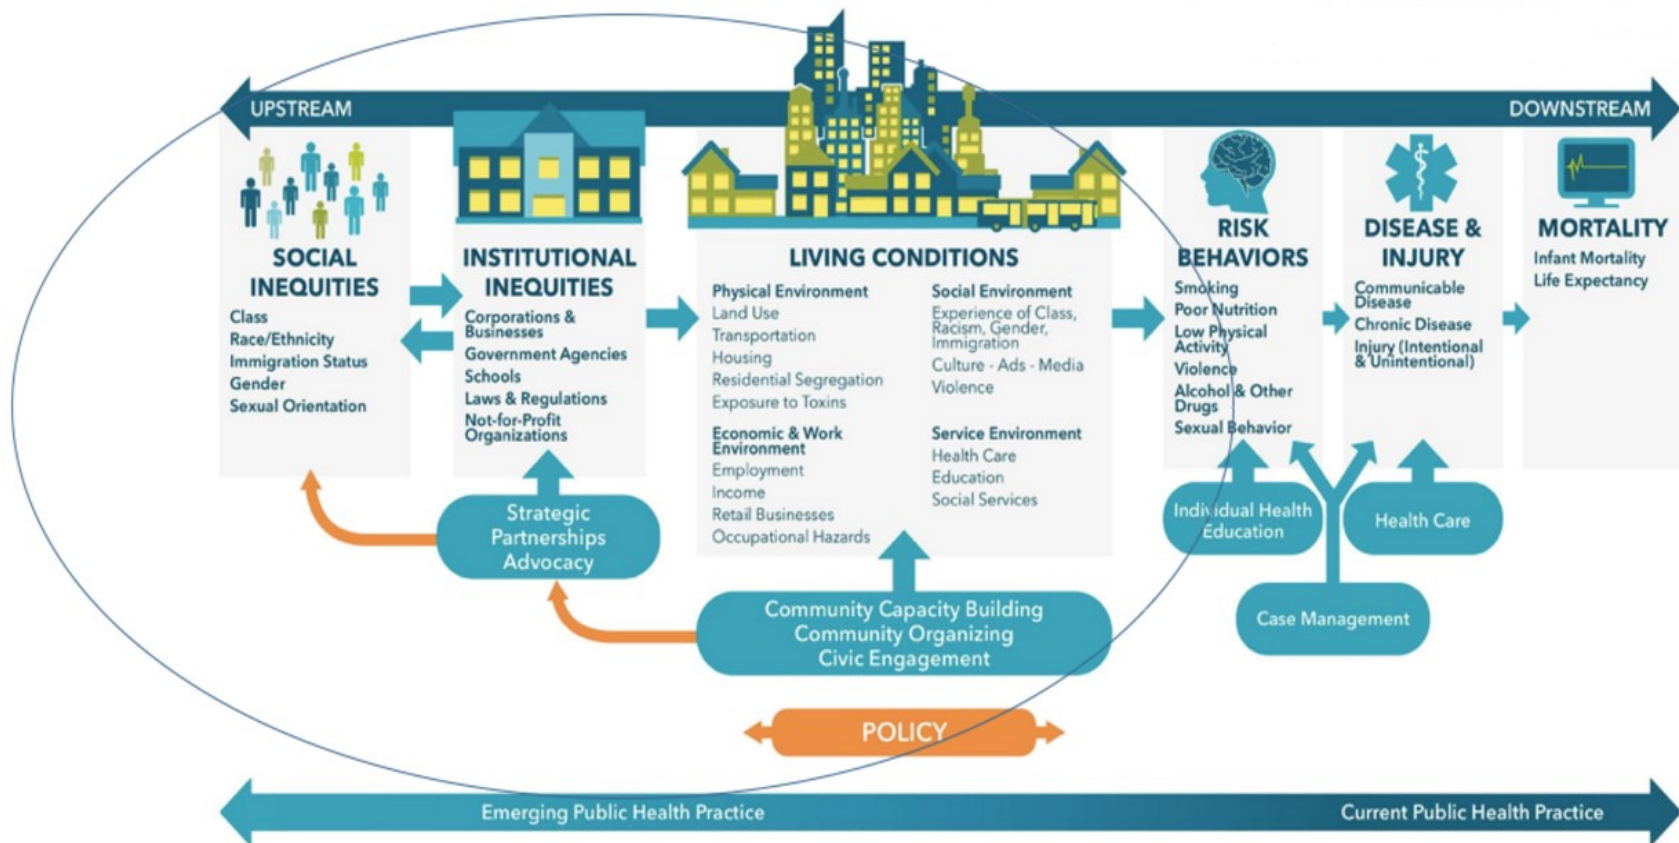 UPSTREAM
DOWNSTREAM
SOCIAL
INEQUITIES
Class
Race/Ethnicity
Immigration Status
Gender
Sexual Orientation
INSTITUTIONAL
INEQUITIES
Corporations &
Businesses
Government Agencies
Schools
Laws & Regulations
Not-for-Profit
Organizations
LIVING CONDITIONS
Physical Environment
Land Use
Transportation
Housing
Residential Segregation
Exposure to Toxins
Economic & Work
Environment
Employment
Income
Retail Businesses
Occupational Hazards
Social Environment
Experience of Class,
Racism, Gender,
Immigration
Culture - Ads - Media
Violence
Service Environment
Health Care
Education
Social Services
RISK
BEHAVIORS
Smoking
Poor Nutrition
Low Physical
Activity
Violence
Alcohol & Other
Drugs
Sexual Behavior
DISEASE &
INJURY
Communicable
Disease
Chronic Disease
Injury (Intentional
& Unintentional)
MORTALITY
Infant Mortality
Life Expectancy
Strategic
Partnerships
Advocacy
Community Capacity Building
Community Organizing
Civic Engagement
Individual Health
Education
Health Care
Case Management
POLICY
Emerging Public Health Practice
Current Public Health Practice